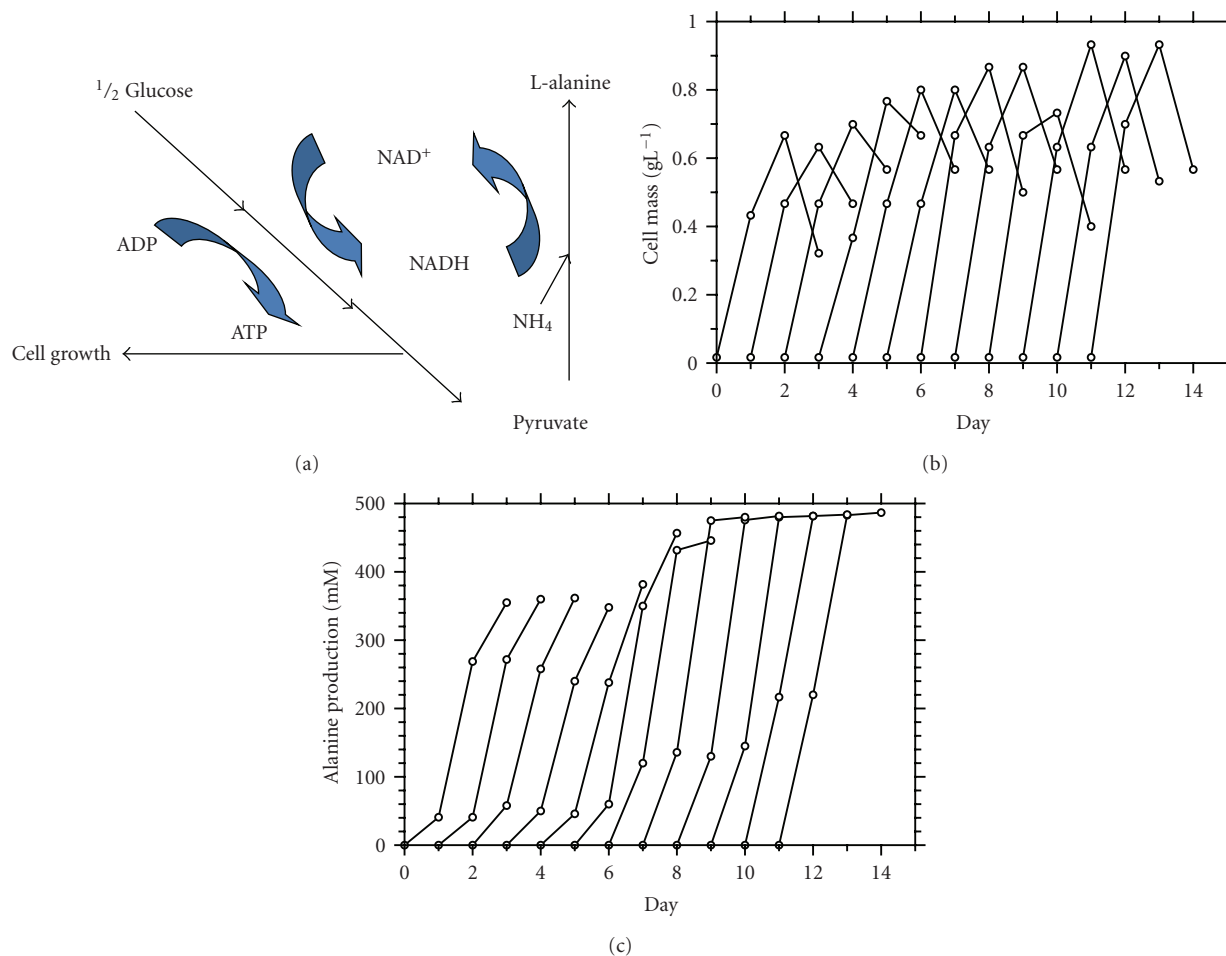 1/2 Glucose
L-alanine
NAD+
ADP
NADH
NH4
ATP
Cell growth
Pyruvate
(a)
1
0.8
0.6
0.4
0.2
0
Cell mass (gL−1)
0 2 4 6 8 10 12 14
Day
(b)
500
400
300
200
100
0
Alanine production (mM)
0 2 4 6 8 10 12 14
Day
(c)